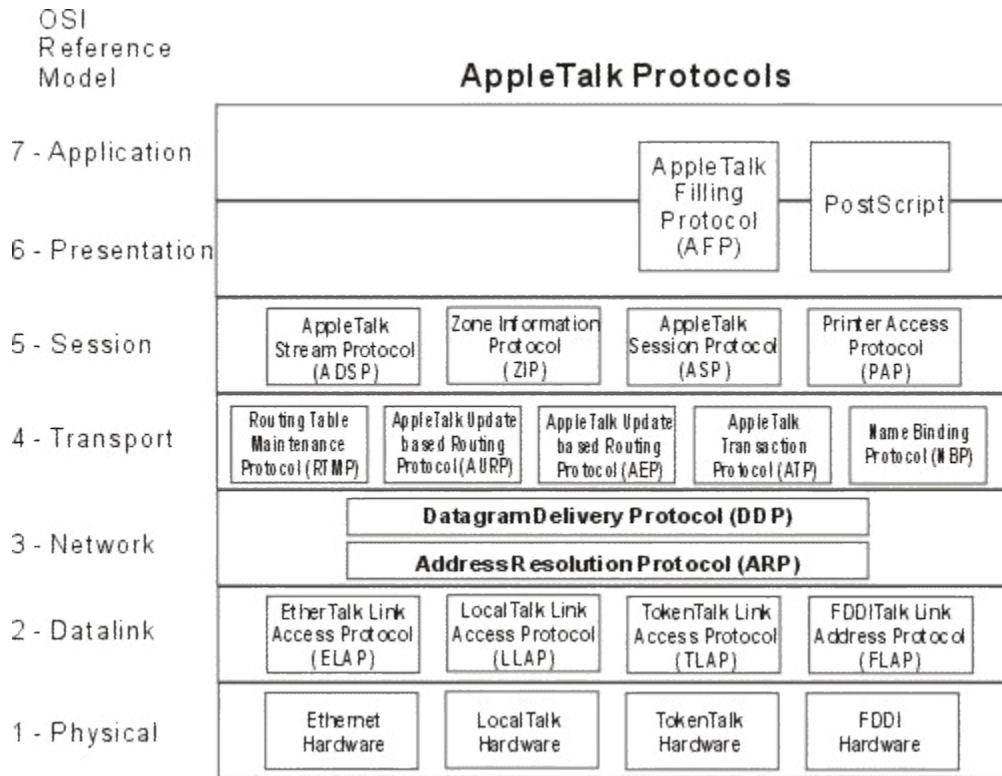 OSI
Reference
Model
AppleTalk Protocols
7 - Application
AppleTalk
Filling
Protocol
(AFP)
PostScript
6 - Presentation
5 - Session
AppleTalk
Stream Protocol
(ADSP)
Zone Information
Protocol
(ZIP)
AppleTalk
Session Protocol
(ASP)
Printer Access
Protocol
(PAP)
4 - Transport
Routing Table
Maintenance
Protocol (RTMP)
AppleTalk Update
based Routing
Protocol (AURP)
AppleTalk Update
based Routing
Protocol (AEP)
AppleTalk
Transaction
Protocol (ATP)
Name Binding
Protocol (NBP)
3 - Network
Datagram Delivery Protocol (DDP)
Address Resolution Protocol (ARP)
2 - Datalink
EtherTalk Link
Access Protocol
(ELAP)
LocalTalk Link
Access Protocol
(LLAP)
TokenTalk Link
Access Protocol
(TLAP)
FDDITalk Link
Address Protocol
(FLAP)
1 - Physical
Ethernet
Hardware
LocalTalk
Hardware
TokenTalk
Hardware
FDDI
Hardware